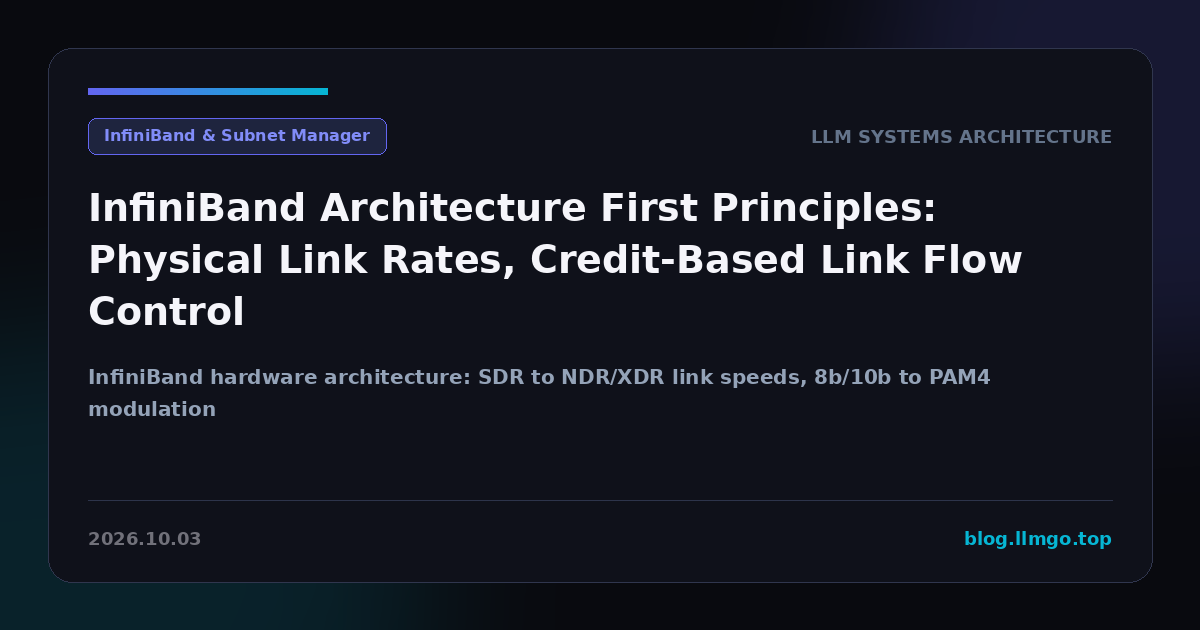 InfiniBand & Subnet Manager
LLM SYSTEMS ARCHITECTURE
InfiniBand Architecture First Principles:
Physical Link Rates, Credit-Based Link Flow
Control
InfiniBand hardware architecture: SDR to NDR/XDR link speeds, 8b/10b to PAM4
modulation
2026.10.03
blog.llmgo.top